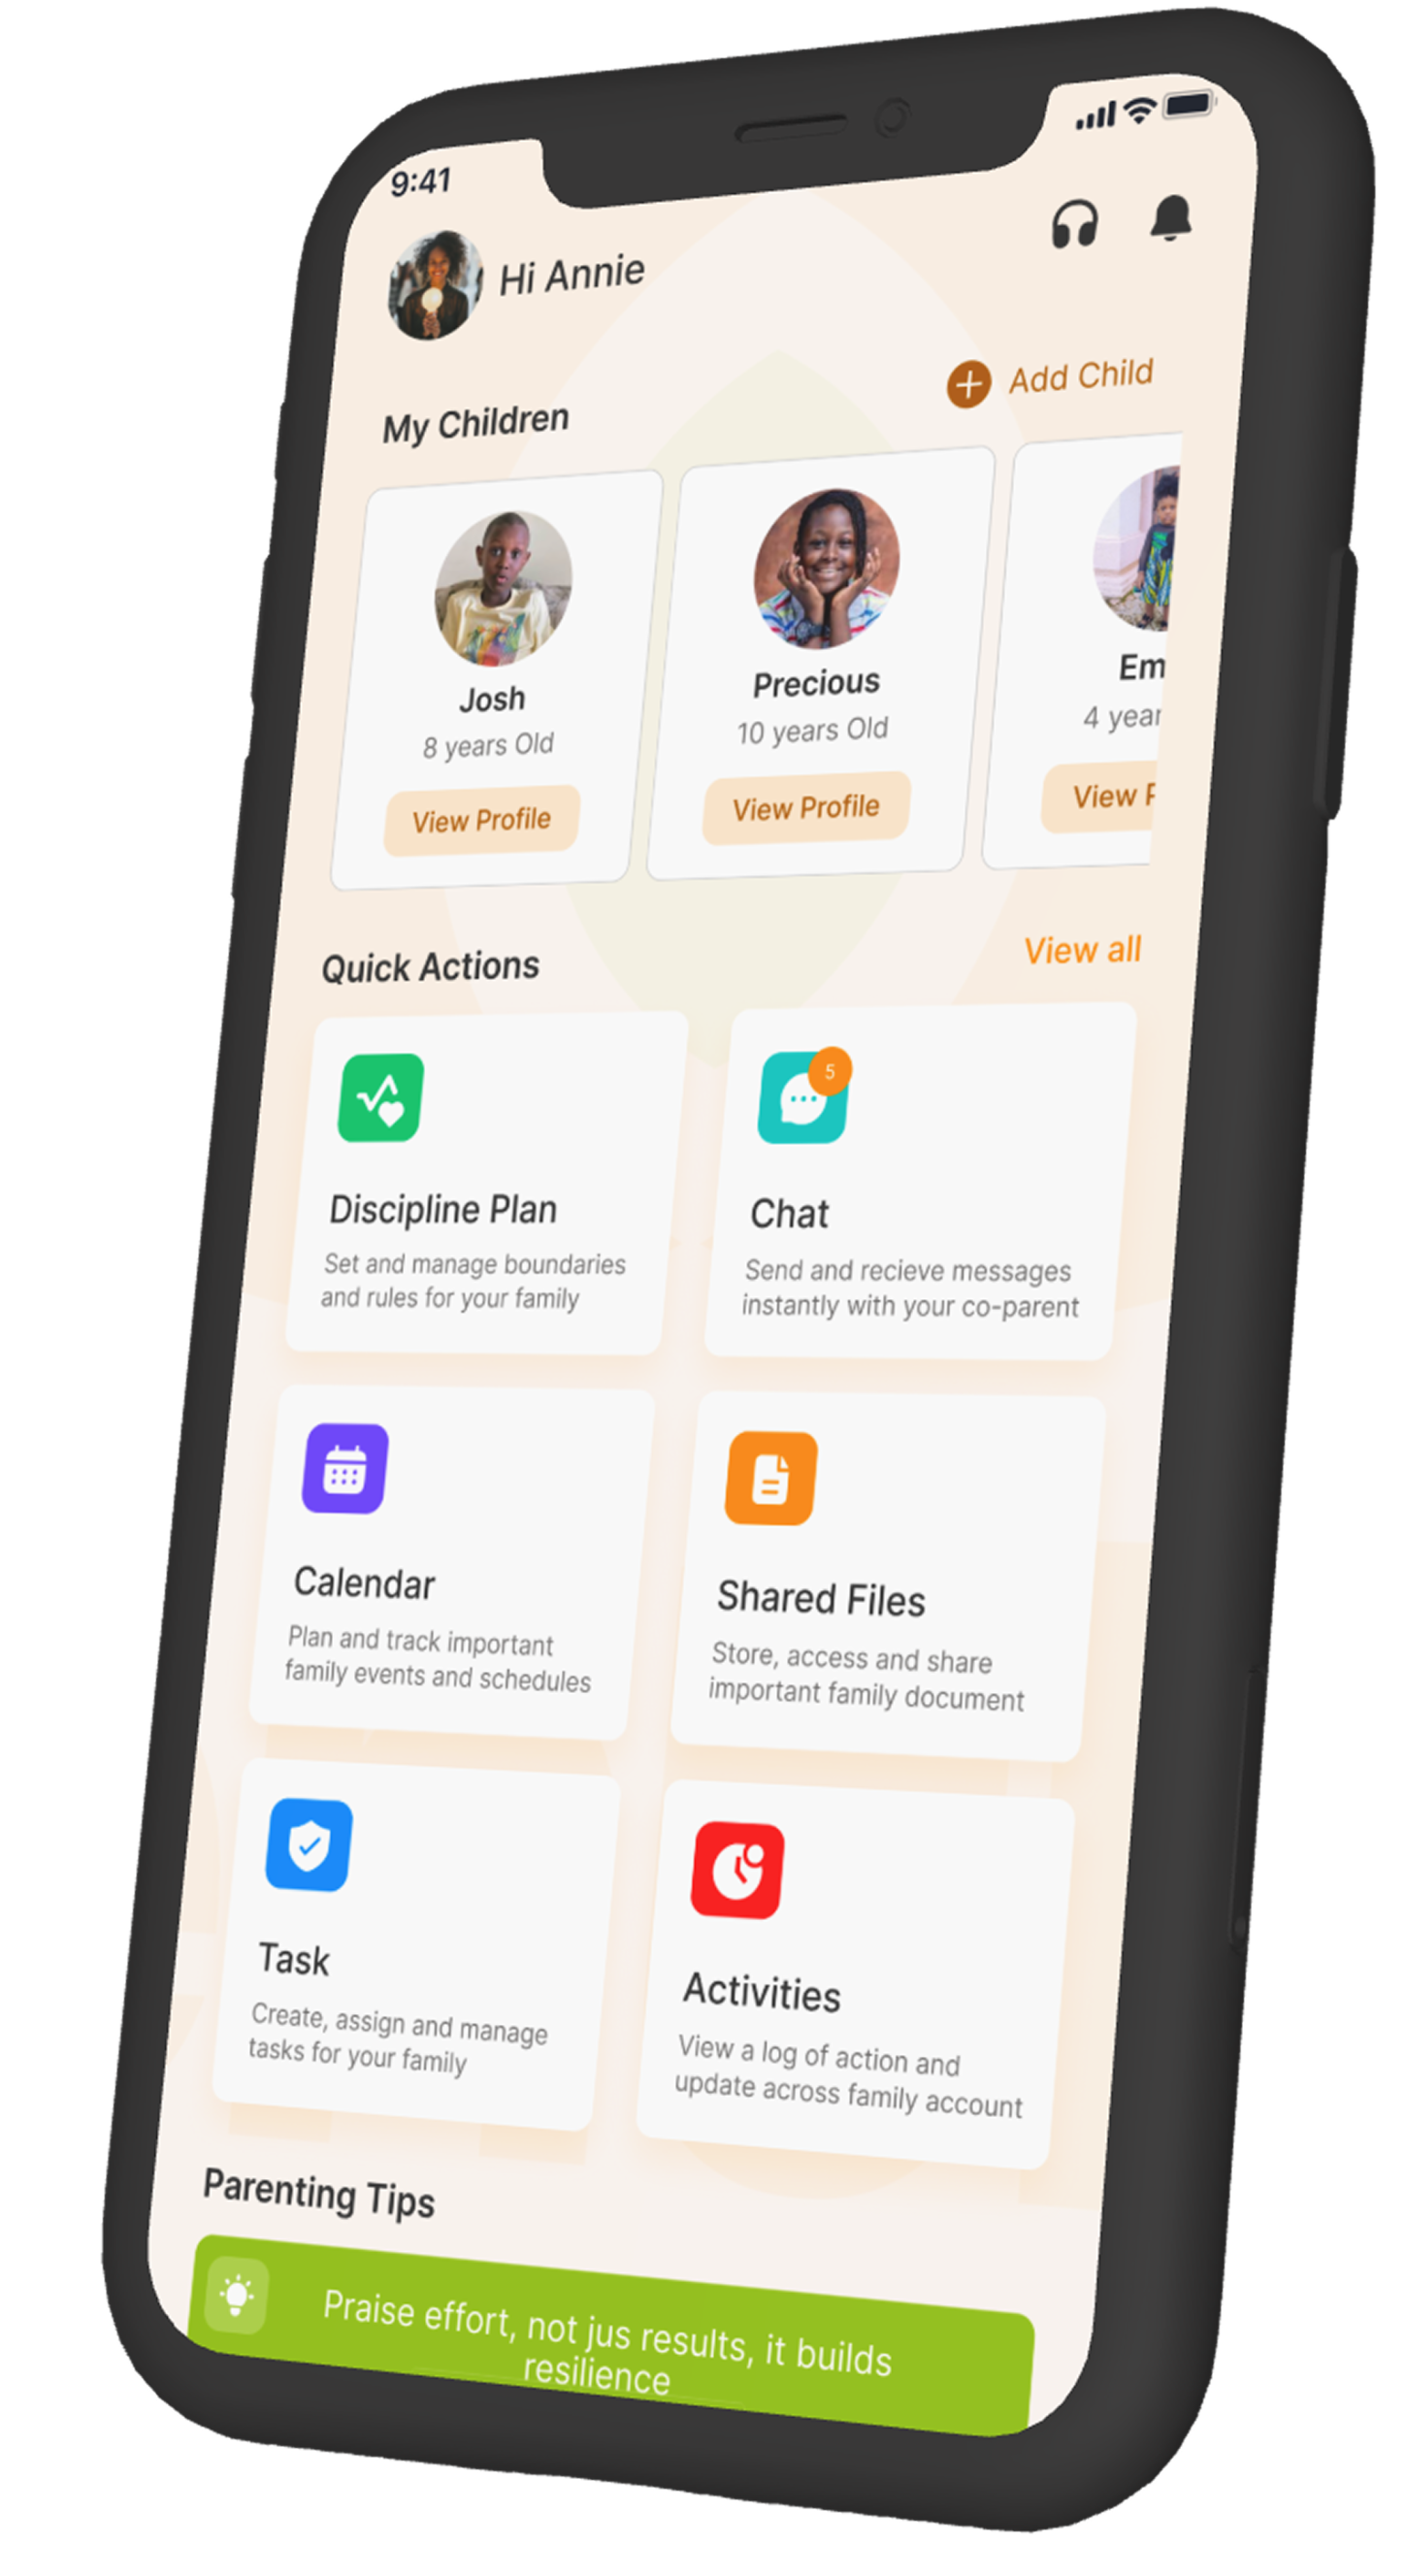 9:41
Hi Annie
Add Child
My Children
Josh
8 years Old
View Profile
Precious
10 years Old
View Profile
Em
4 year
View P
Quick Actions
View all
Discipline Plan
Set and manage boundaries
and rules for your family
5
Chat
Send and recieve messages
instantly with your co-parent
Calendar
Plan and track important
family events and schedules
Shared Files
Store, access and share
important family document
Task
Create, assign and manage
tasks for your family
Activities
View a log of action and
update across family account
Parenting Tips
Praise effort, not jus results, it builds
resilience